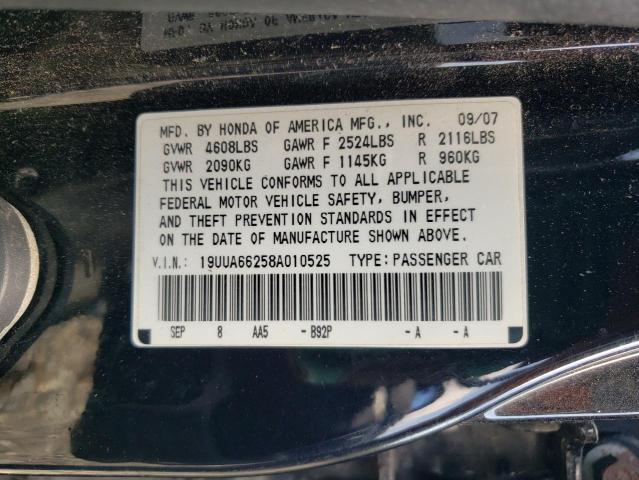 MFD. BY HONDA OF AMERICA MFG., INC. 09/07
GVWR 4608LBS GAWR F 2524LBS R 2116LBS
GVWR 2090KG GAWR F 1145KG R 960KG
THIS VEHICLE CONFORMS TO ALL APPLICABLE
FEDERAL MOTOR VEHICLE SAFETY, BUMPER,
AND THEFT PREVENTION STANDARDS IN EFFECT
ON THE DATE OF MANUFACTURE SHOWN ABOVE.
V.I.N.: 19UUA66258A010525 TYPE: PASSENGER CAR
SEP 8 AA5 - B92P - A - A